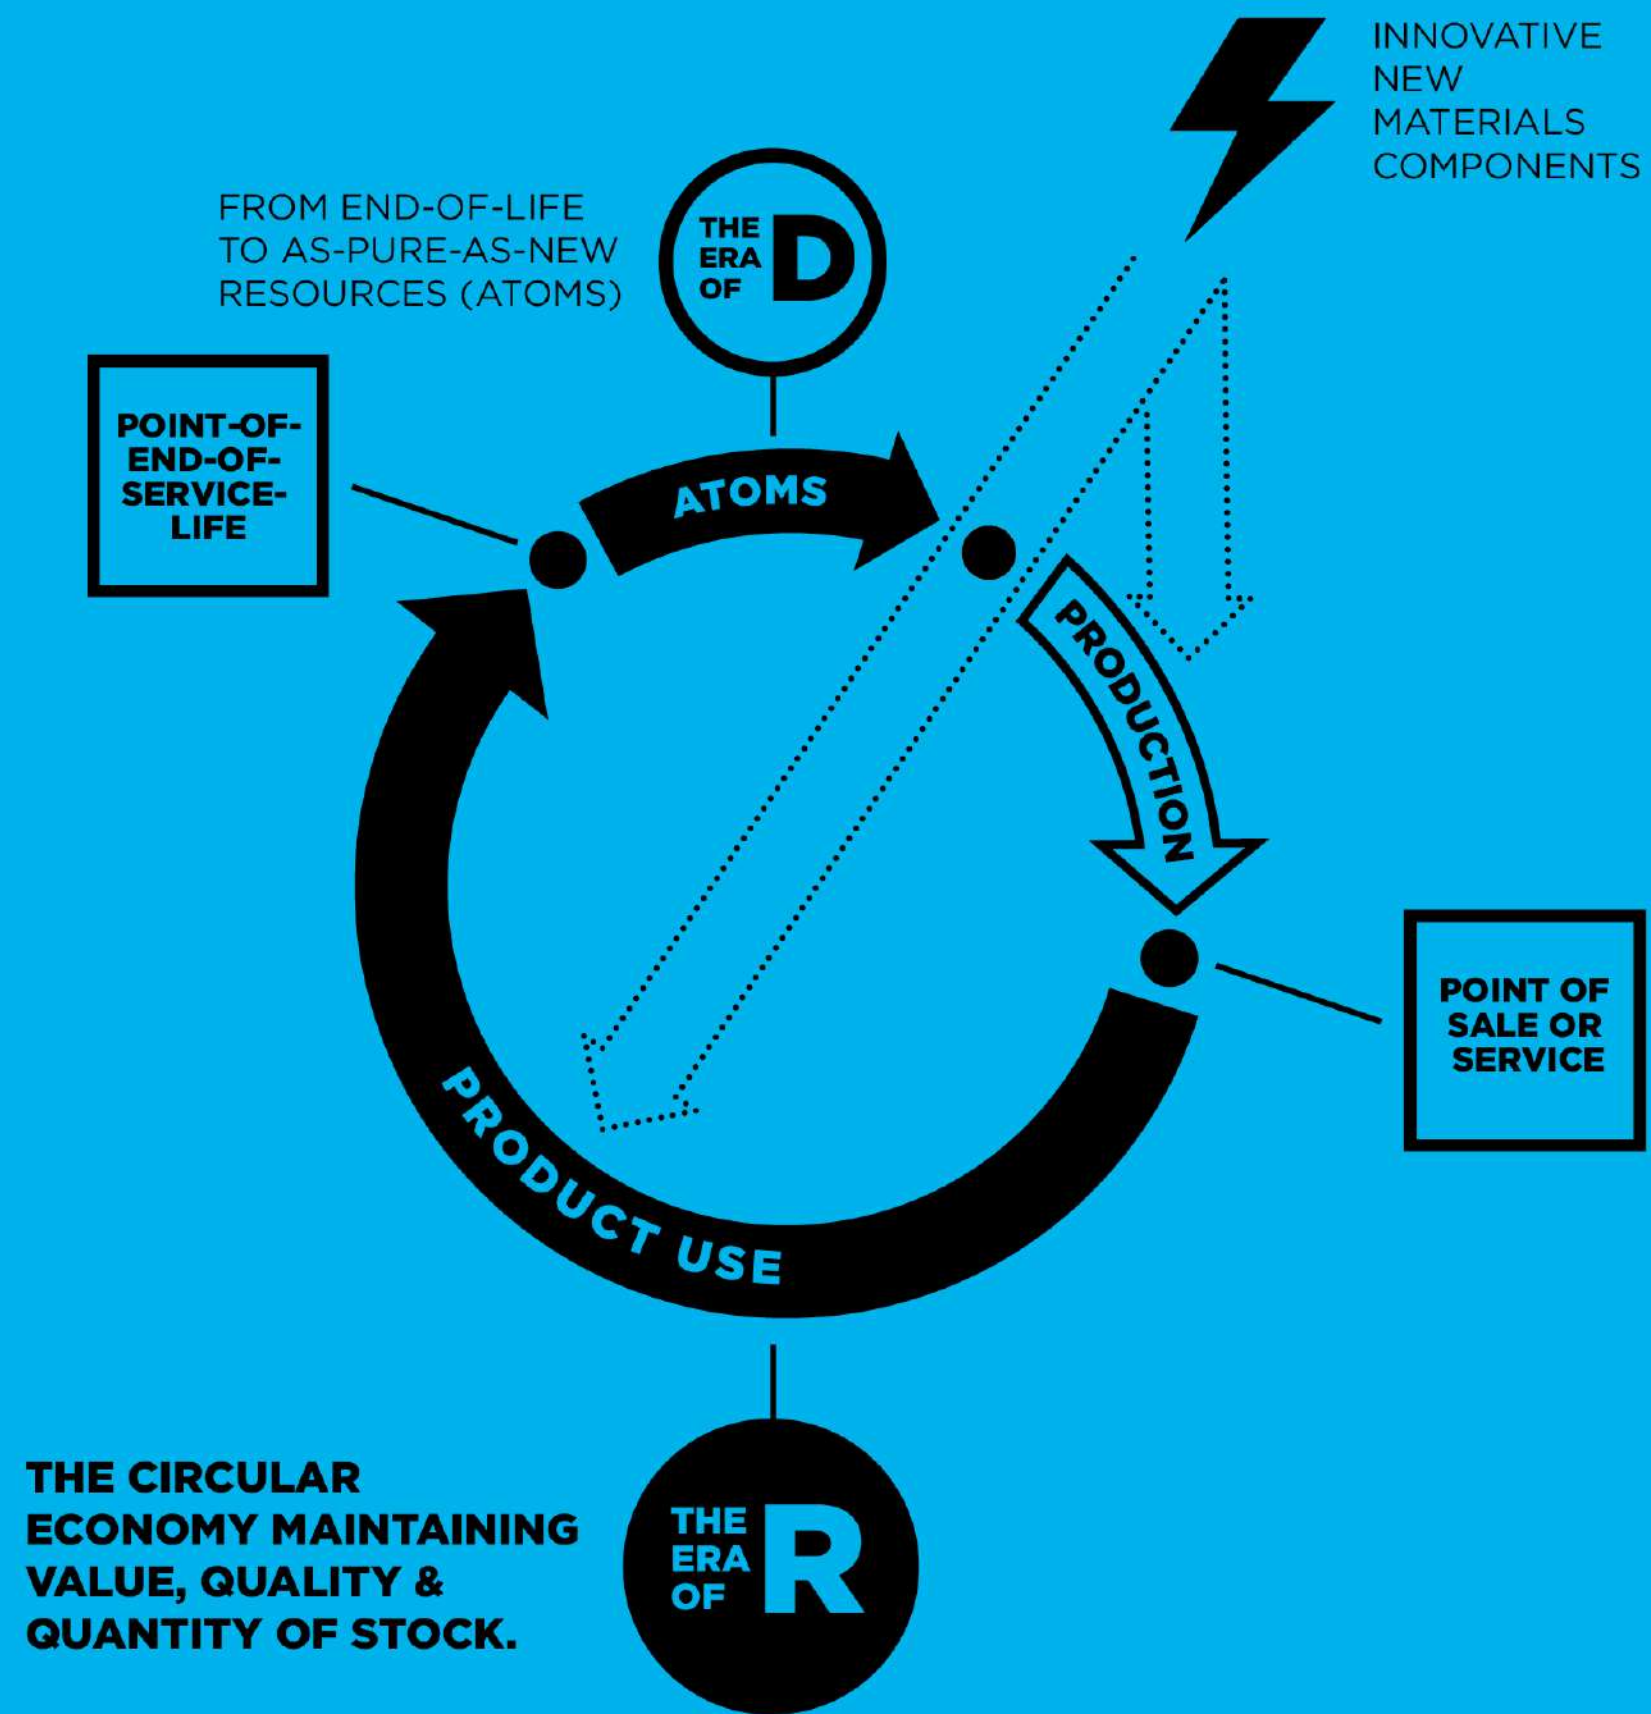 INNOVATIVE
NEW
MATERIALS
COMPONENTS
FROM END-OF-LIFE
TO AS-PURE-AS-NEW
RESOURCES (ATOMS)
THE
ERA
OF
D
POINT-OF-
END-OF-
SERVICE-
LIFE
ATOMS
PRODUCTION
POINT OF
SALE OR
SERVICE
PRODUCT USE
THE CIRCULAR
ECONOMY MAINTAINING
VALUE, QUALITY &
QUANTITY OF STOCK.
THE
ERA
OF
R